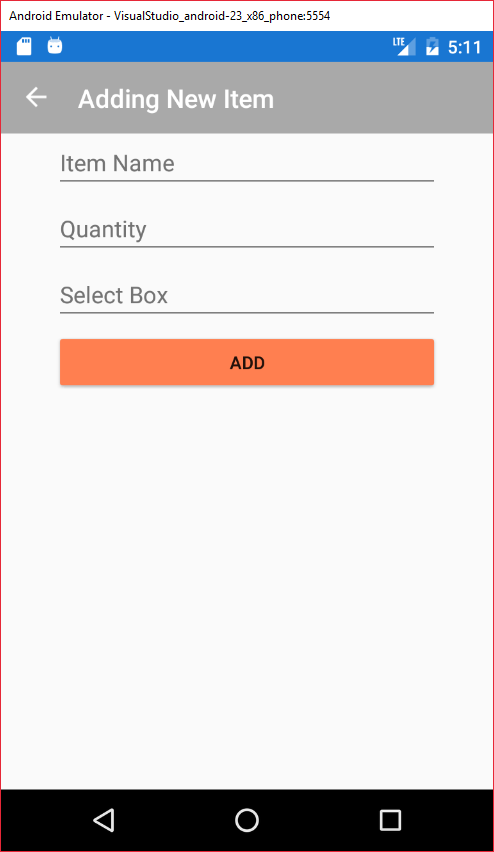 Android Emulator - VisualStudio_android-23_x86_phone:5554
LTE 5:11
Adding New Item
Item Name
Quantity
Select Box
ADD